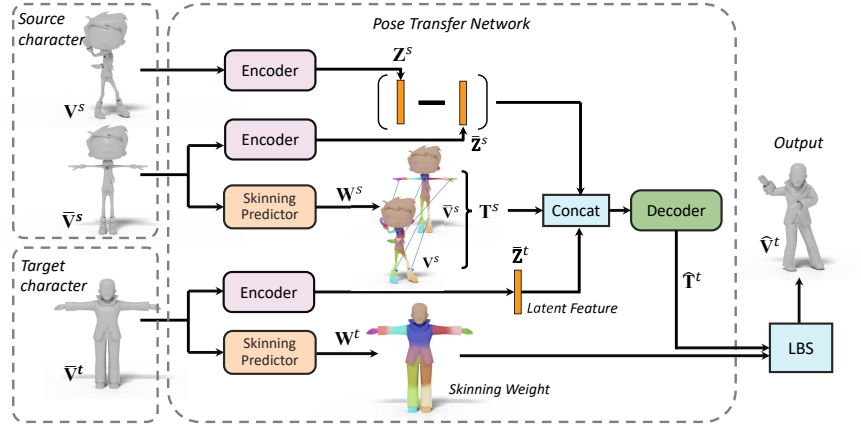 Source
character
Pose Transfer Network
Encoder
Z^s
V^s
Encoder
Z̄^s
Output
V̄^s
Skinning
Predictor
W^s
V̄^s
T^s
V^s
Concat
Decoder
V̂^t
Target
character
Z̄^t
T̂^t
Encoder
Latent Feature
V̄^t
Skinning
Predictor
W^t
LBS
Skinning Weight